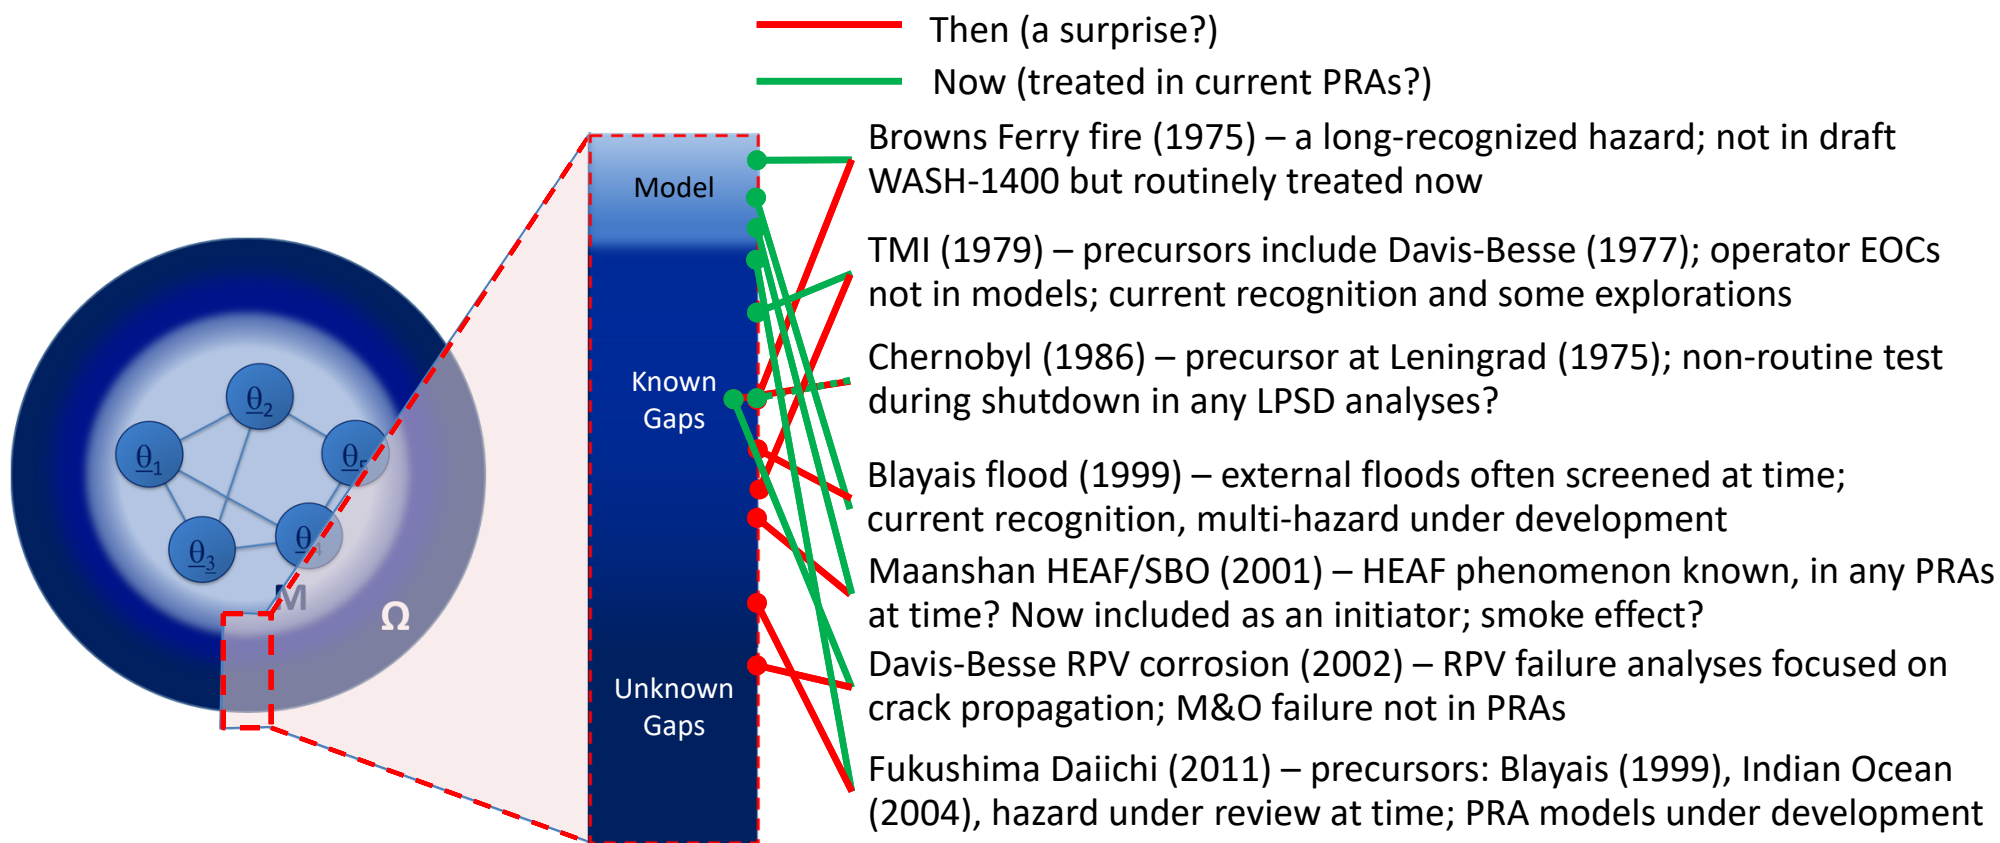 Then (a surprise?)
Now (treated in current PRAs?)
Browns Ferry fire (1975) – a long-recognized hazard; not in draft
WASH-1400 but routinely treated now
Model
TMI (1979) – precursors include Davis-Besse (1977); operator EOCs
not in models; current recognition and some explorations
Chernobyl (1986) – precursor at Leningrad (1975); non-routine test
during shutdown in any LPSD analyses?
Known
Gaps
θ2
θ1
θ5
θ3
θ4
M
Ω
Blayais flood (1999) – external floods often screened at time;
current recognition, multi-hazard under development
Maanshan HEAF/SBO (2001) – HEAF phenomenon known, in any PRAs
at time? Now included as an initiator; smoke effect?
Davis-Besse RPV corrosion (2002) – RPV failure analyses focused on
crack propagation; M&O failure not in PRAs
Unknown
Gaps
Fukushima Daiichi (2011) – precursors: Blayais (1999), Indian Ocean
(2004), hazard under review at time; PRA models under development